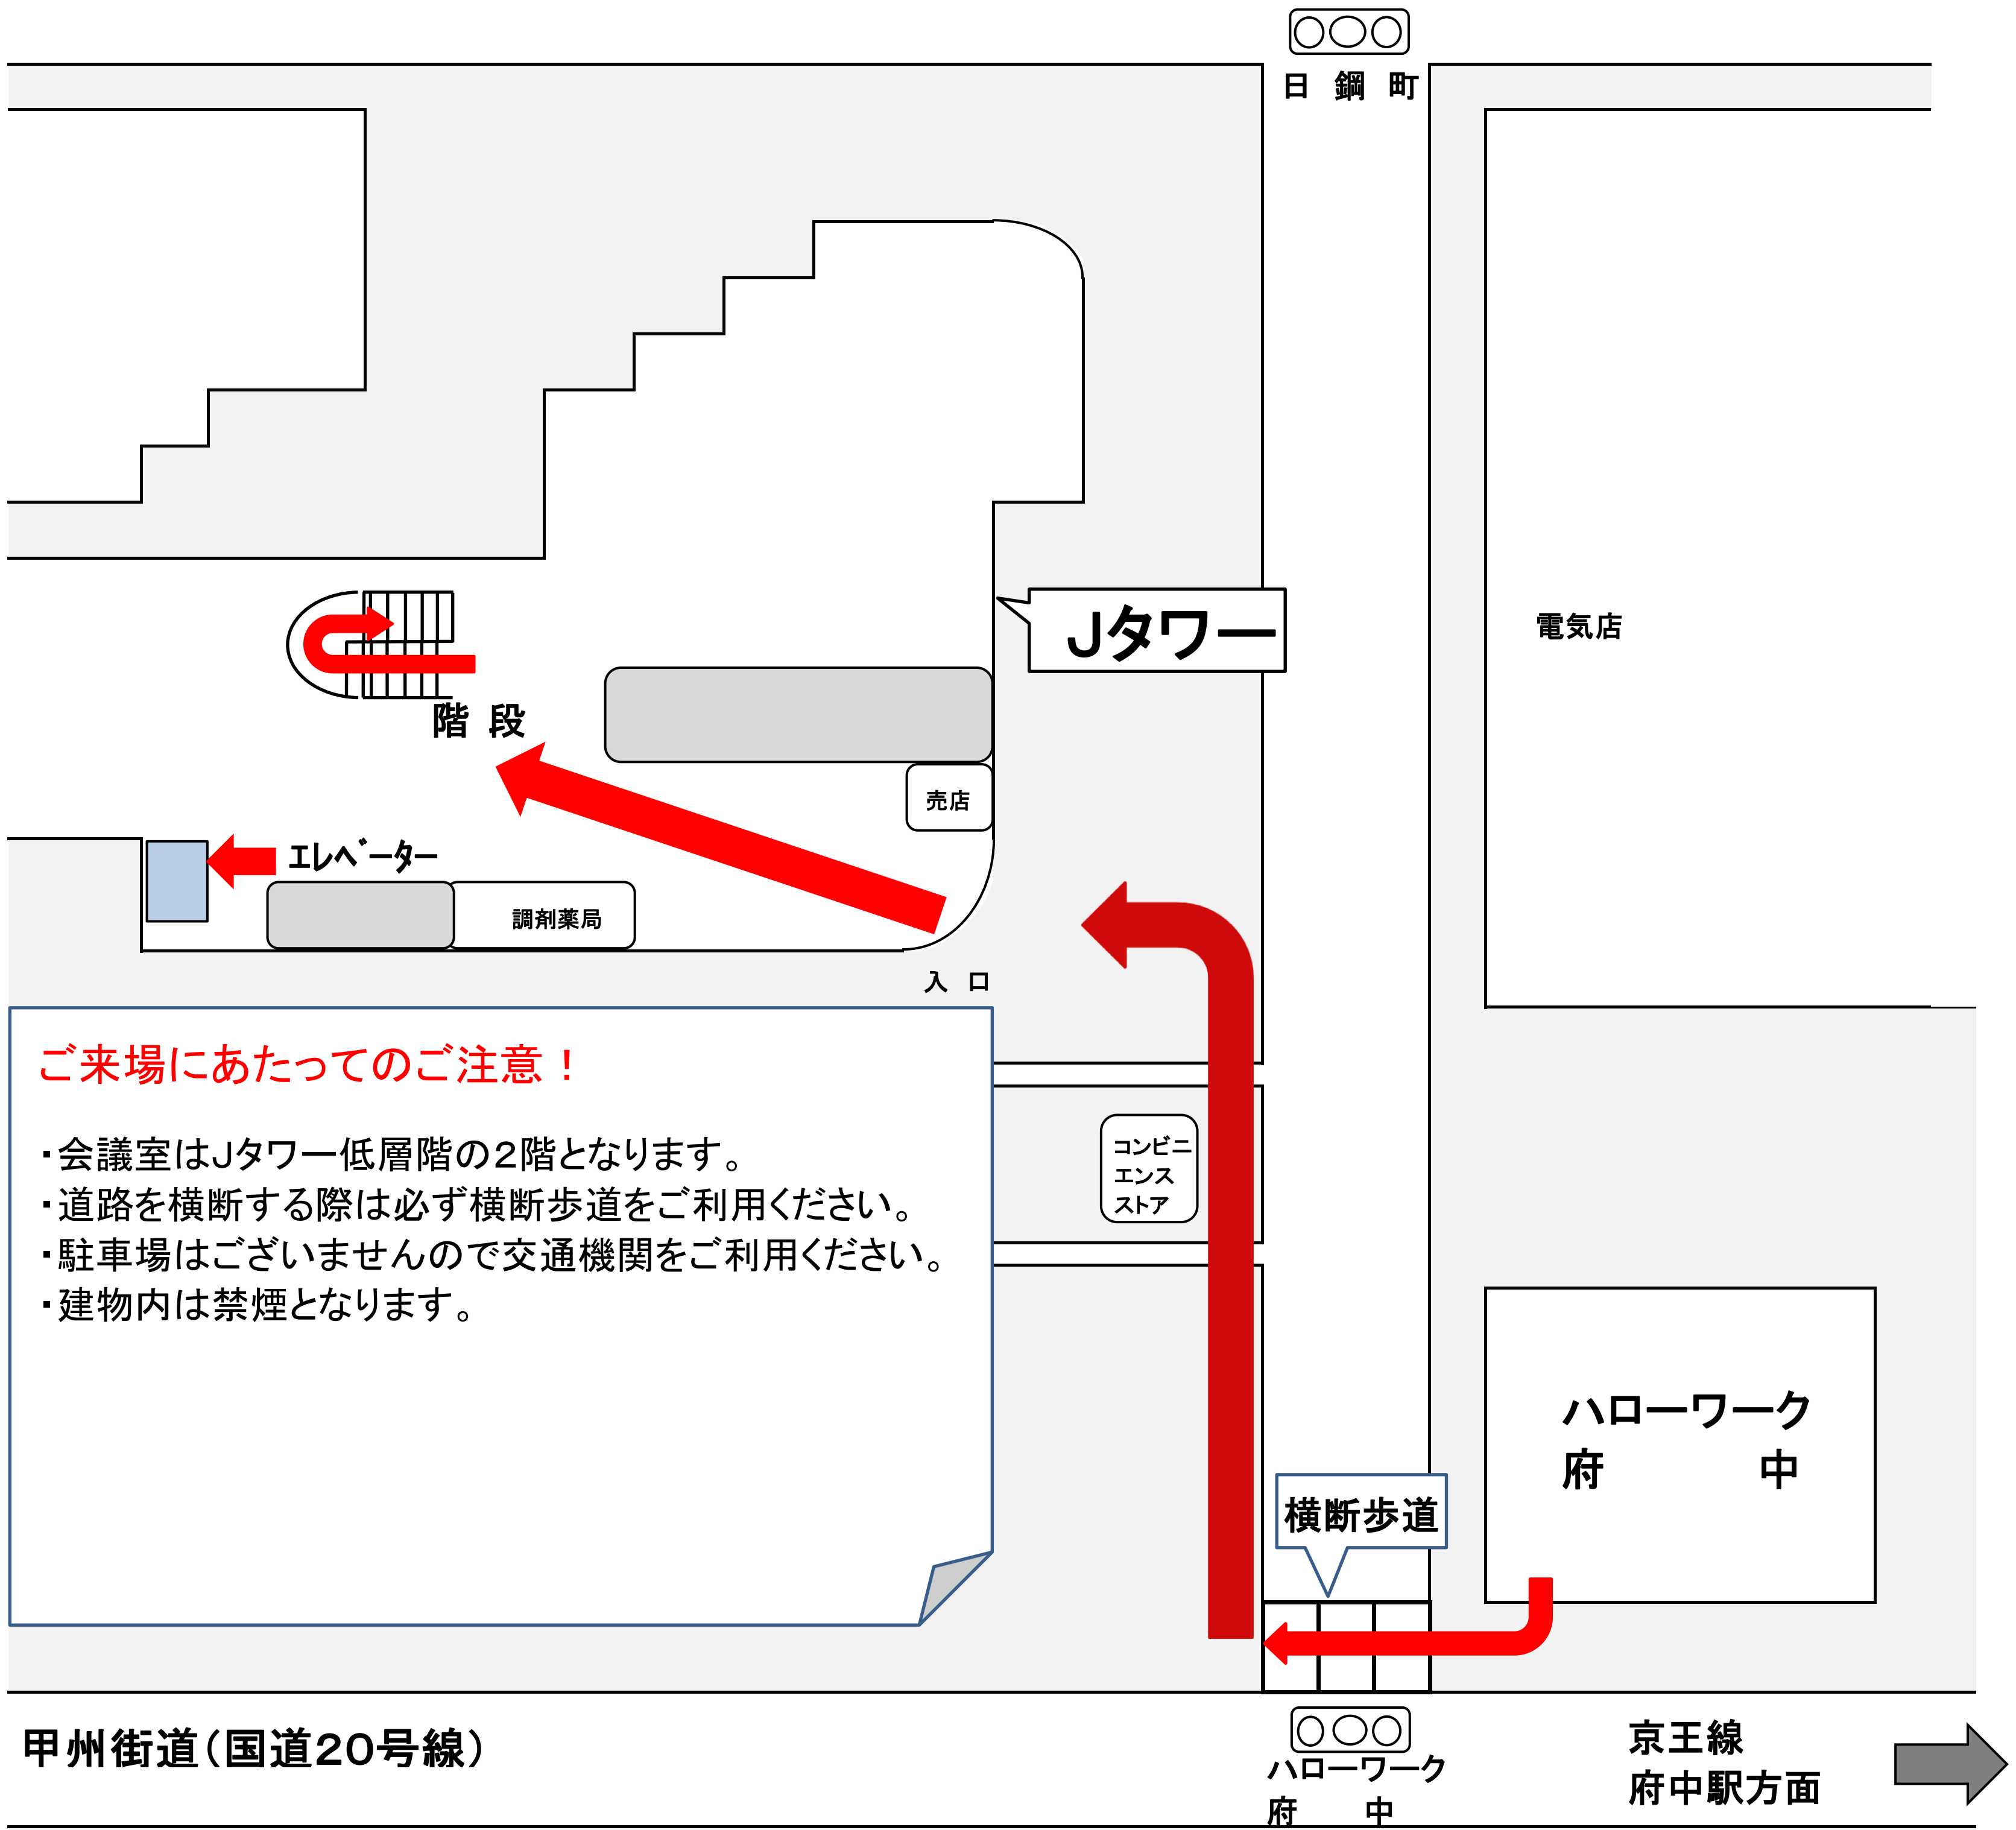 日 鋼 町
Jタワー
電気店
階 段
売店
エレベーター
調剤薬局
入 口
ご来場にあたってのご注意！
・会議室はJタワー低層階の２階となります。
・道路を横断する際は必ず横断歩道をご利用ください。
・駐車場はございませんので交通機関をご利用ください。
・建物内は禁煙となります。
コンビニ
エンス
ストア
ハローワーク
府 中
横断歩道
甲州街道（国道２０号線）
ハローワーク
府 中
京王線
府中駅方面